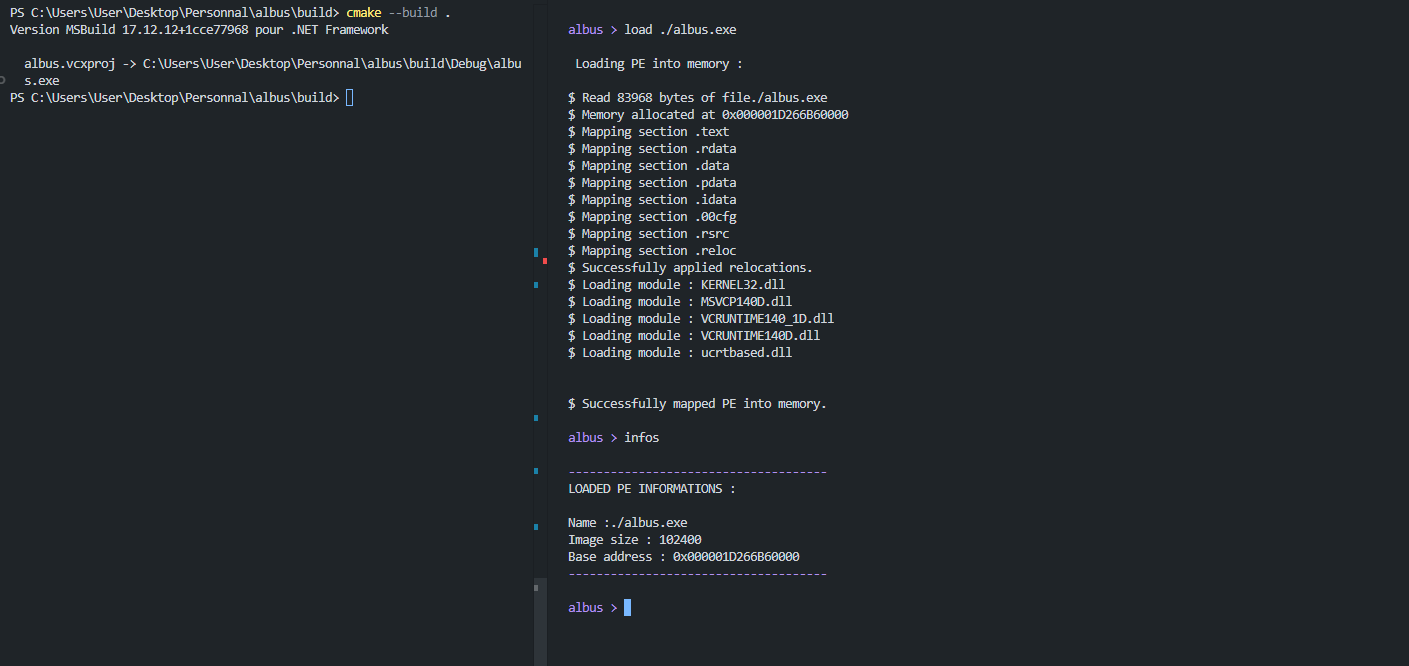 PS C:\Users\User\Desktop\Personnal\albus\build> cmake --build .
Version MSBuild 17.12.12+1cce77968 pour .NET Framework
albus.vcxproj -> C:\Users\User\Desktop\Personnal\albus\build\Debug\albu
s.exe
PS C:\Users\User\Desktop\Personnal\albus\build>
albus > load ./albus.exe
Loading PE into memory :
$ Read 83968 bytes of file./albus.exe
$ Memory allocated at 0x000001D266B60000
$ Mapping section .text
$ Mapping section .rdata
$ Mapping section .data
$ Mapping section .pdata
$ Mapping section .idata
$ Mapping section .00cfg
$ Mapping section .rsrc
$ Mapping section .reloc
$ Successfully applied relocations.
$ Loading module : KERNEL32.dll
$ Loading module : MSVCP140D.dll
$ Loading module : VCRUNTIME140_1D.dll
$ Loading module : VCRUNTIME140D.dll
$ Loading module : ucrtbased.dll
$ Successfully mapped PE into memory.
albus > infos
-------------------------------------
LOADED PE INFORMATIONS :
Name :./albus.exe
Image size : 102400
Base address : 0x000001D266B60000
-------------------------------------
albus >